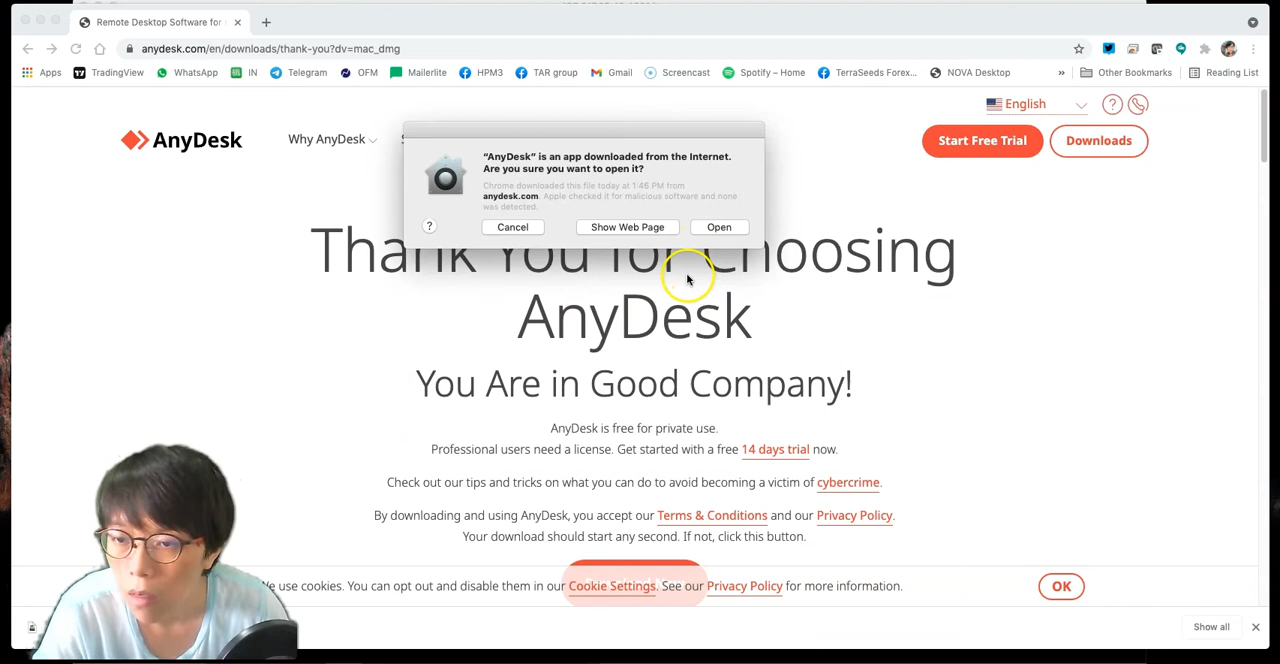 Remote Desktop Software for
anydesk.com/en/downloads/thank-you?dv=mac_dmg
Apps TradingView WhatsApp IN Telegram OFM Mailerlite HPM3 TAR group Gmail Screencast Spotify – Home TerraSeeds Forex... NOVA Desktop » Other Bookmarks Reading List
English
AnyDesk Why AnyDesk Start Free Trial Downloads
“AnyDesk” is an app downloaded from the Internet.
Are you sure you want to open it?
Chrome downloaded this file today at 1:46 PM from
anydesk.com. Apple checked it for malicious software and none
was detected.
? Cancel Show Web Page Open
Thank You for Choosing
AnyDesk
You Are in Good Company!
AnyDesk is free for private use.
Professional users need a license. Get started with a free 14 days trial now.
Check out our tips and tricks on what you can do to avoid becoming a victim of cybercrime.
By downloading and using AnyDesk, you accept our Terms & Conditions and our Privacy Policy.
Your download should start any second. If not, click this button.
We use cookies. You can opt out and disable them in our Cookie Settings. See our Privacy Policy for more information. OK
Show all